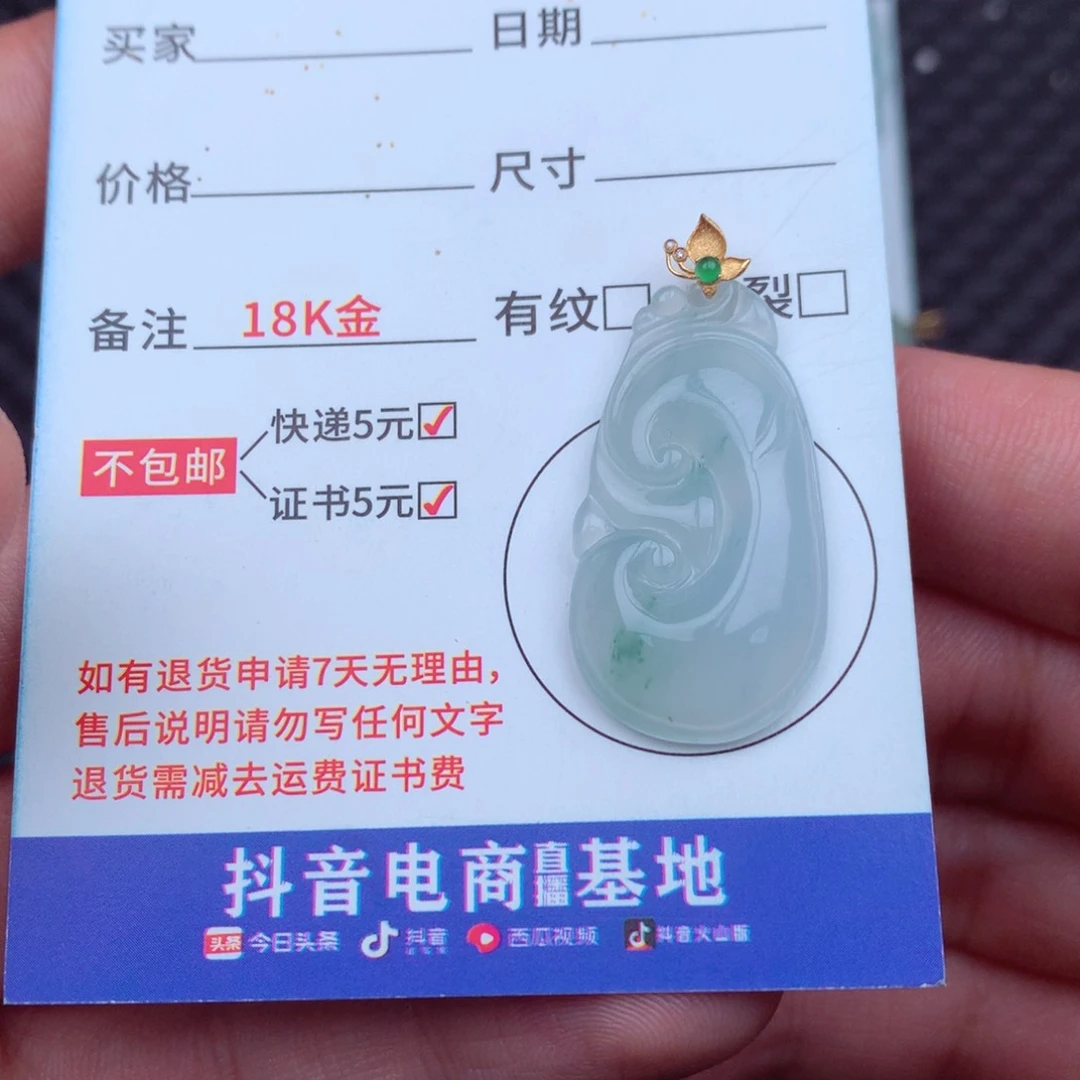 买家 日期
价格 尺寸
备注 18K金 有纹 裂
不包邮
快递5元
证书5元
如有退货申请7天无理由，
售后说明请勿写任何文字
退货需减去运费证书费
抖音电商直播基地
头条 今日头条 抖音 西瓜视频 抖音火山版